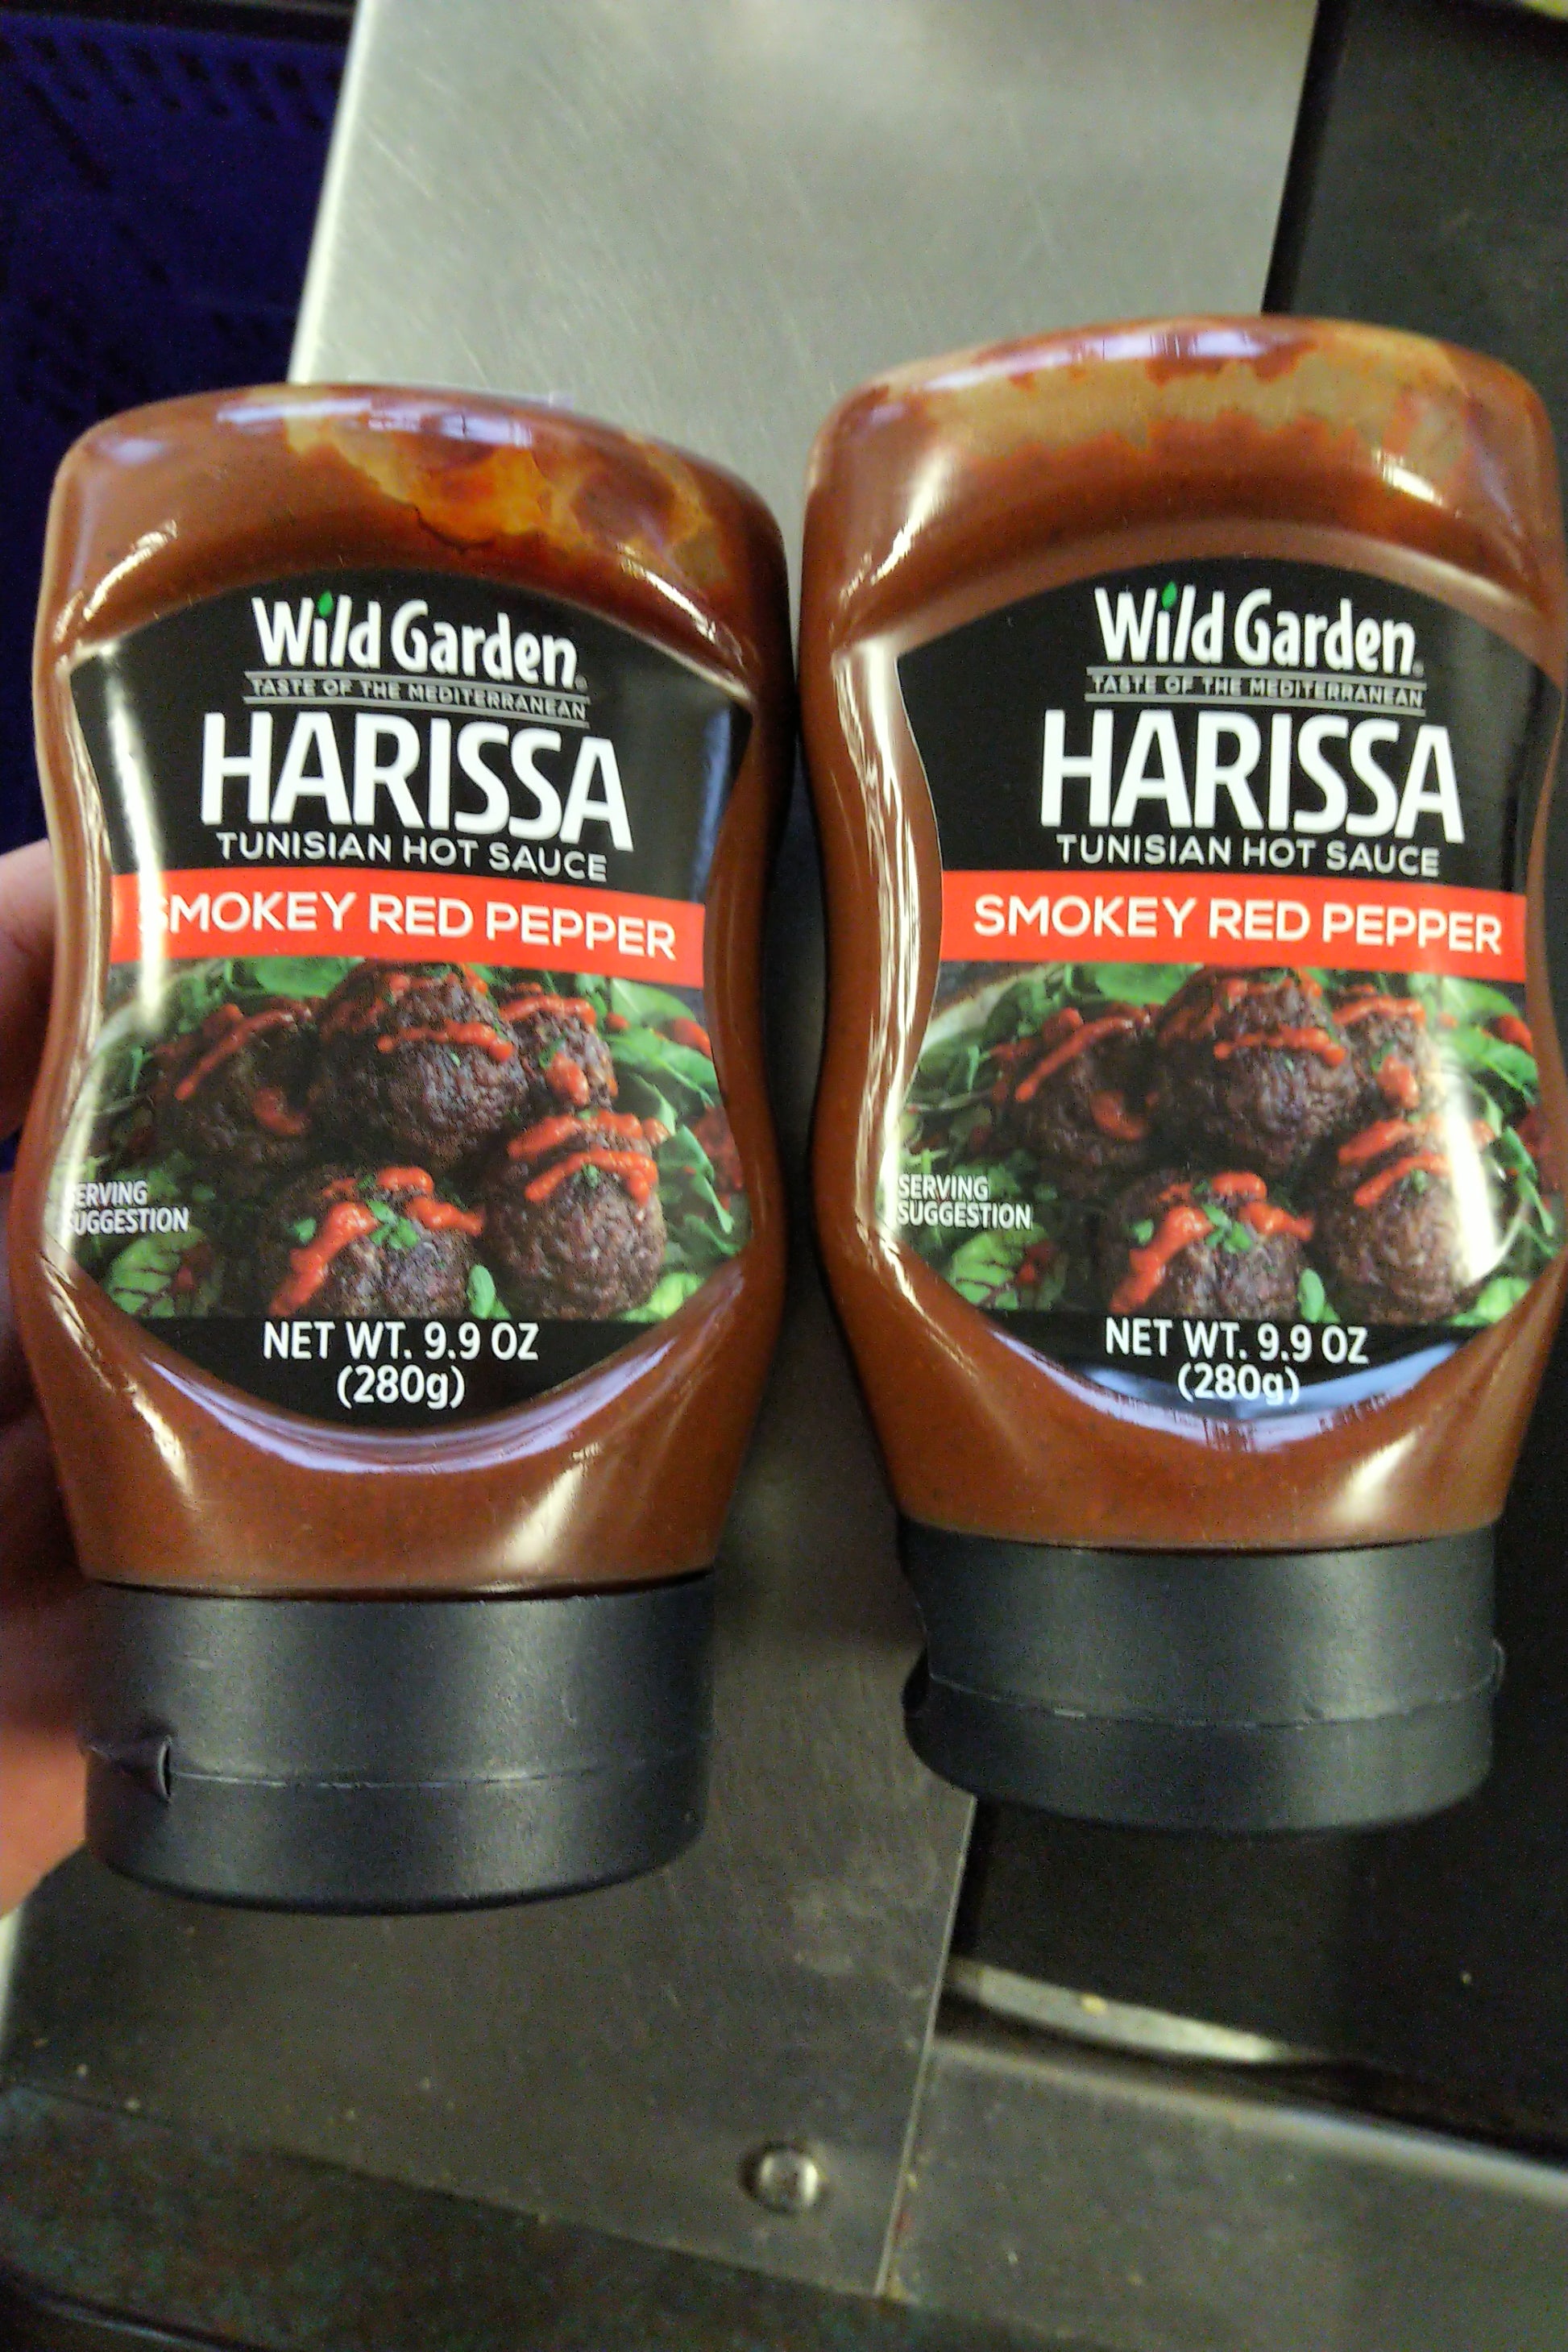 Wild Garden®
TASTE OF THE MEDITERRANEAN
HARISSA
TUNISIAN HOT SAUCE
SMOKEY RED PEPPER
SERVING
SUGGESTION
NET WT. 9.9 OZ
(280g)
Wild Garden®
TASTE OF THE MEDITERRANEAN
HARISSA
TUNISIAN HOT SAUCE
SMOKEY RED PEPPER
SERVING
SUGGESTION
NET WT. 9.9 OZ
(280g)